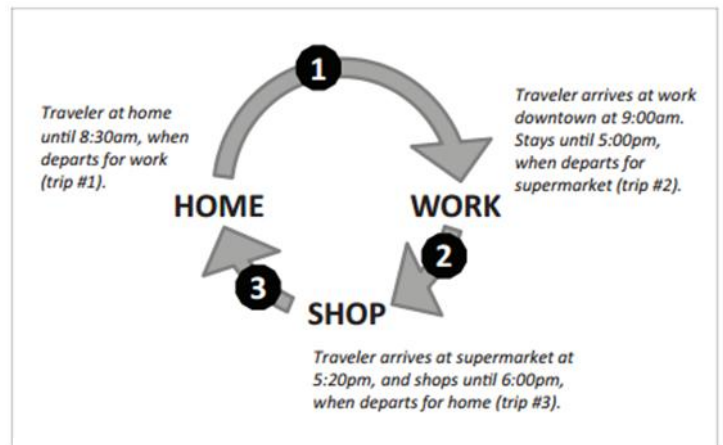 1
Traveler at home
until 8:30am, when
departs for work
(trip #1).
Traveler arrives at work
downtown at 9:00am.
Stays until 5:00pm,
when departs for
supermarket (trip #2).
HOME
WORK
2
3
SHOP
Traveler arrives at supermarket at
5:20pm, and shops until 6:00pm,
when departs for home (trip #3).